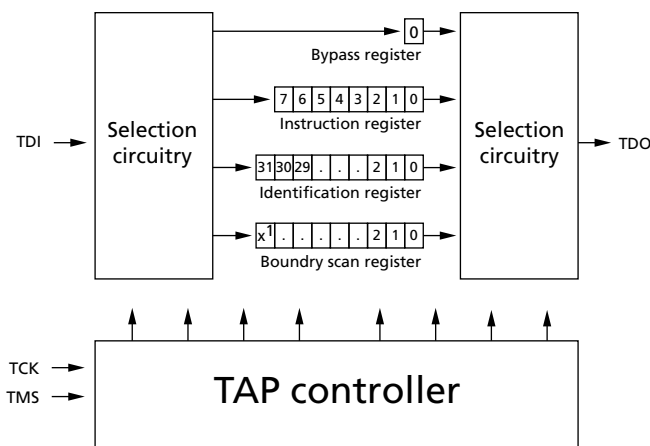 0
Bypass register
7 6 5 4 3 2 1 0
Instruction register
TDI
Selection
circuitry
Selection
circuitry
TDO
31 30 29 . . . 2 1 0
Identification register
x1 . . . . . 2 1 0
Boundry scan register
TCK
TMS
TAP controller